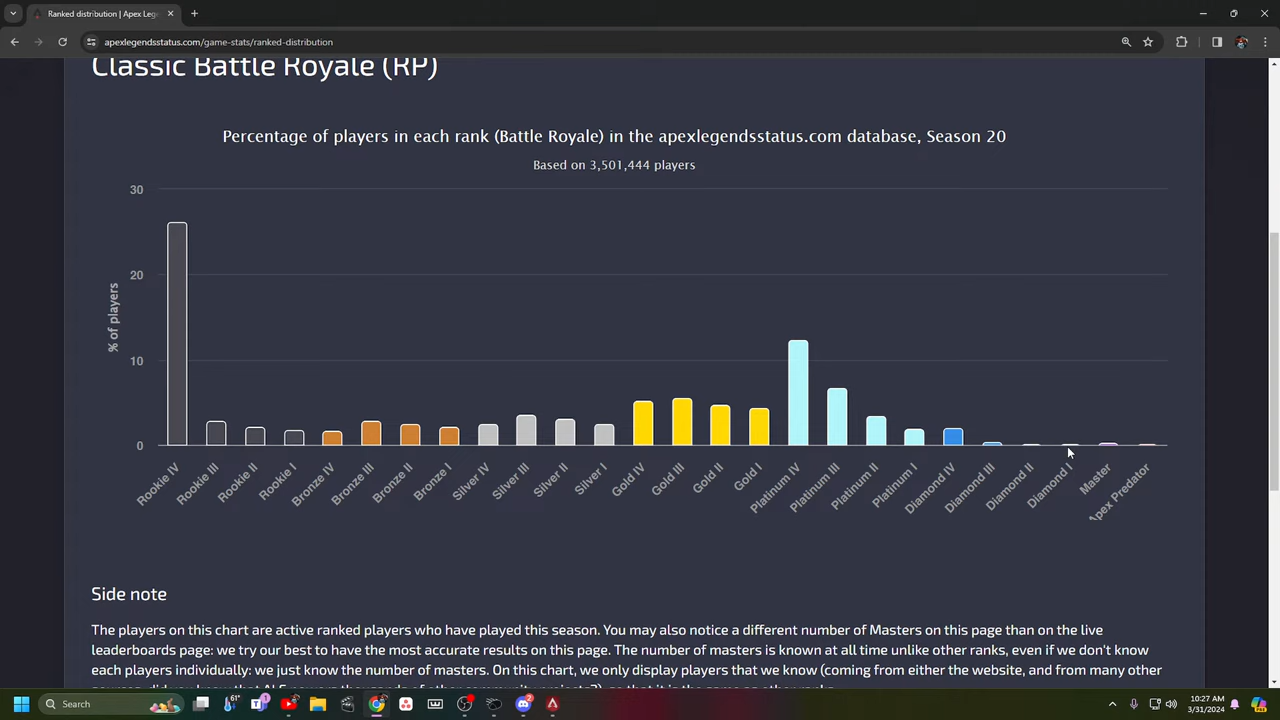 Ranked distribution | Apex Lege
apexlegendsstatus.com/game-stats/ranked-distribution
Classic Battle Royale (RP)
Percentage of players in each rank (Battle Royale) in the apexlegendsstatus.com database, Season 20
Based on 3,501,444 players
30
20
10
0
% of players
Rookie IV
Rookie III
Rookie II
Rookie I
Bronze IV
Bronze III
Bronze II
Bronze I
Silver IV
Silver III
Silver II
Silver I
Gold IV
Gold III
Gold II
Gold I
Platinum IV
Platinum III
Platinum II
Platinum I
Diamond IV
Diamond III
Diamond II
Diamond I
Master
Apex Predator
Side note
The players on this chart are active ranked players who have played this season. You may also notice a different number of Masters on this page than on the live
leaderboards page: we try our best to have the most accurate results on this page. The number of masters is known at all time unlike other ranks, even if we don't know
each players individually: we just know the number of masters. On this chart, we only display players that we know (coming from either the website, and from many other
Search
61°
1
2
10:27 AM
3/31/2024